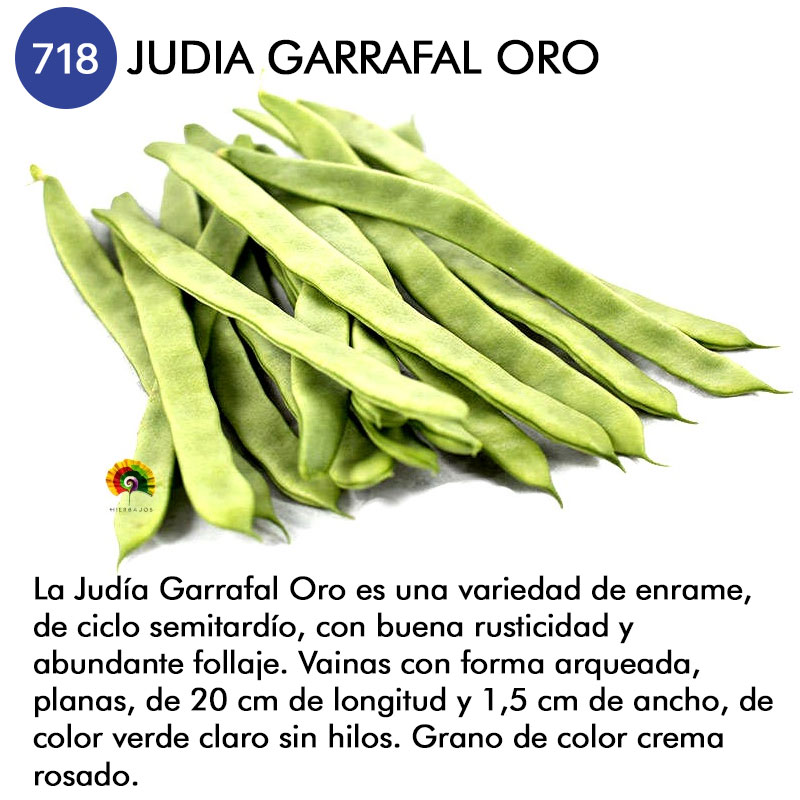 718 JUDIA GARRAFAL ORO
HIERBAJOS
La Judía Garrafal Oro es una variedad de enrame,
de ciclo semitardío, con buena rusticidad y
abundante follaje. Vainas con forma arqueada,
planas, de 20 cm de longitud y 1,5 cm de ancho, de
color verde claro sin hilos. Grano de color crema
rosado.